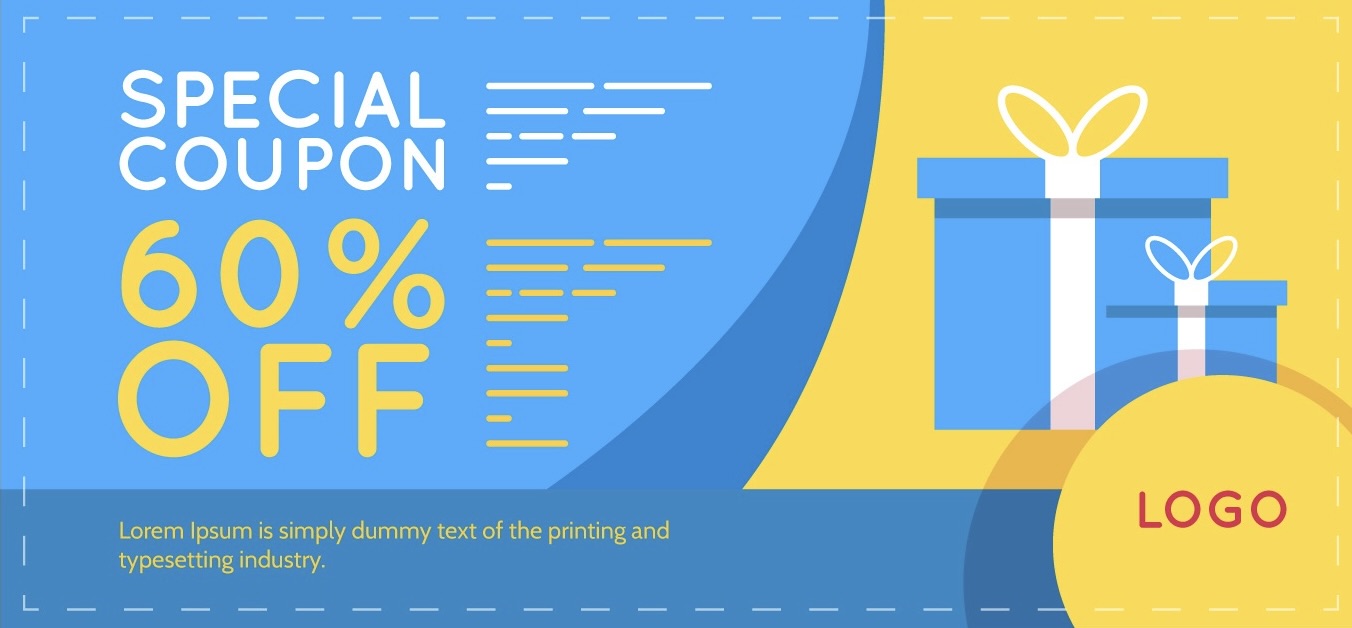 SPECIAL
COUPON
60%
OFF
Lorem Ipsum is simply dummy text of the printing and
typesetting industry.
LOGO